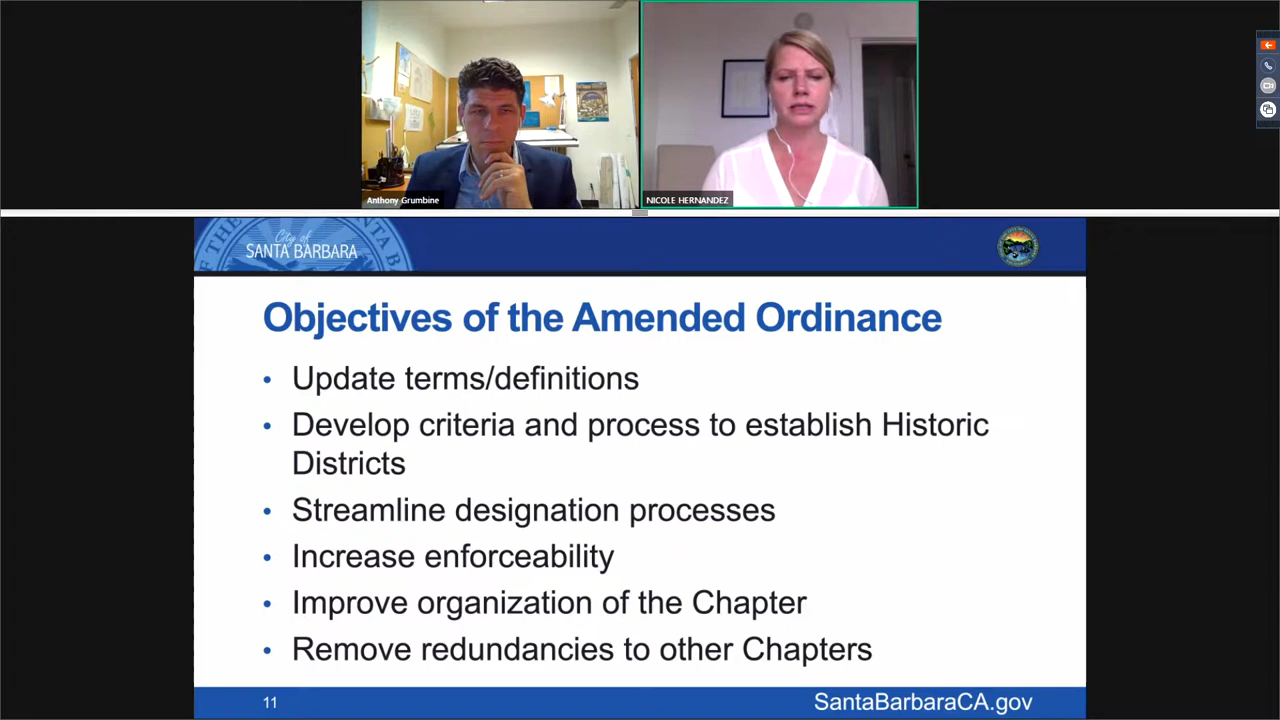 Anthony Grumbine
NICOLE HERNANDEZ
City of
SANTA BARBARA
Objectives of the Amended Ordinance
• Update terms/definitions
• Develop criteria and process to establish Historic
Districts
• Streamline designation processes
• Increase enforceability
• Improve organization of the Chapter
• Remove redundancies to other Chapters
11
SantaBarbaraCA.gov